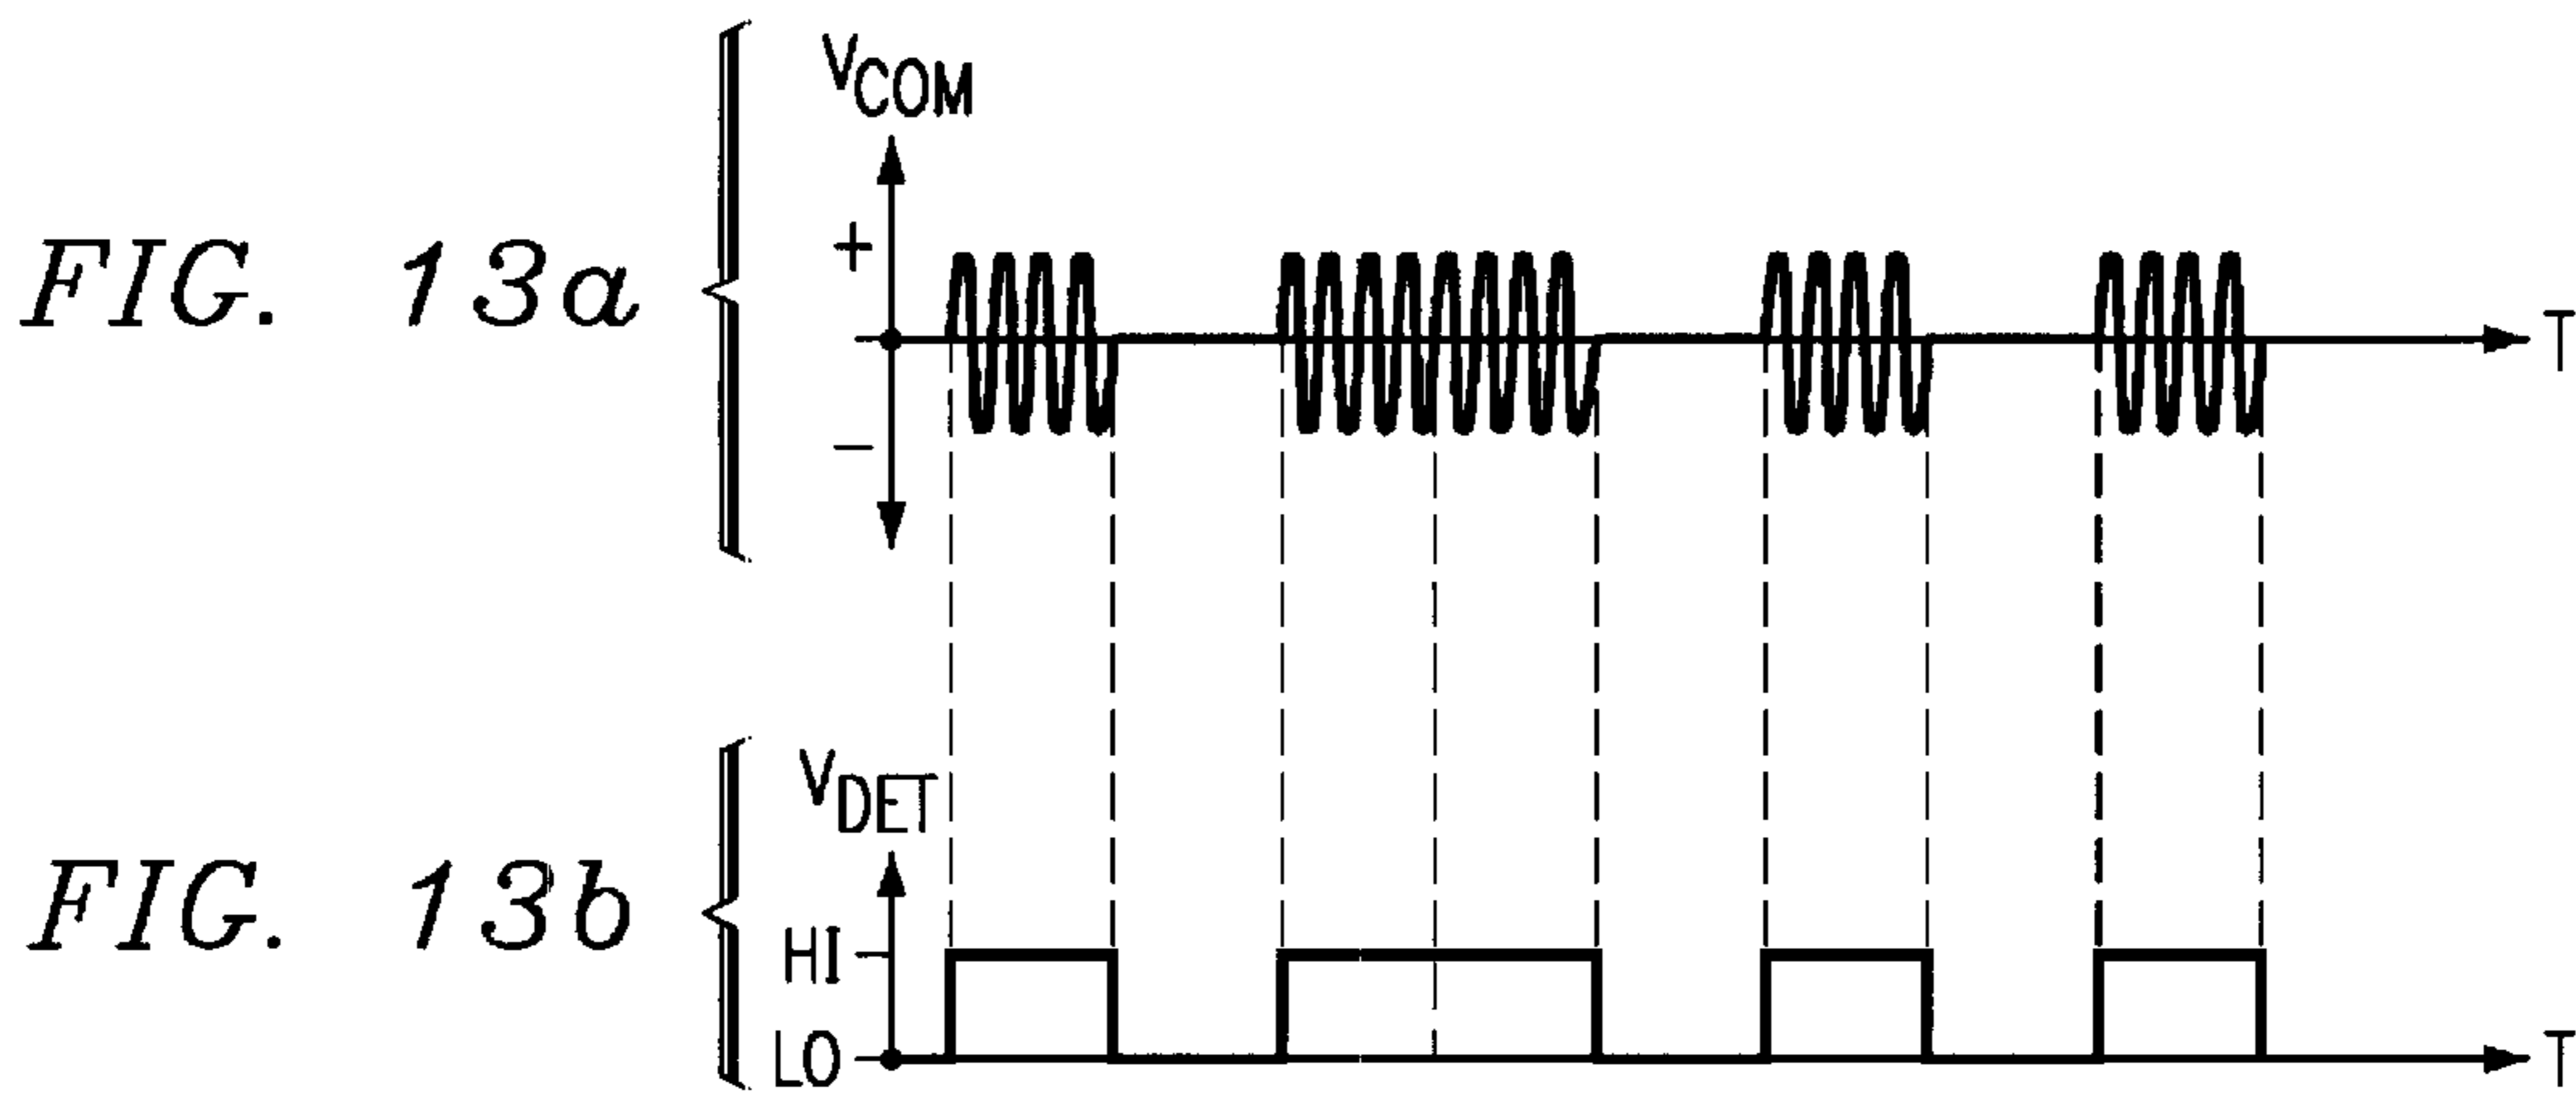 FIG. 13a
VCOM
+
-
T
FIG. 13b
VDET
HI
LO
T